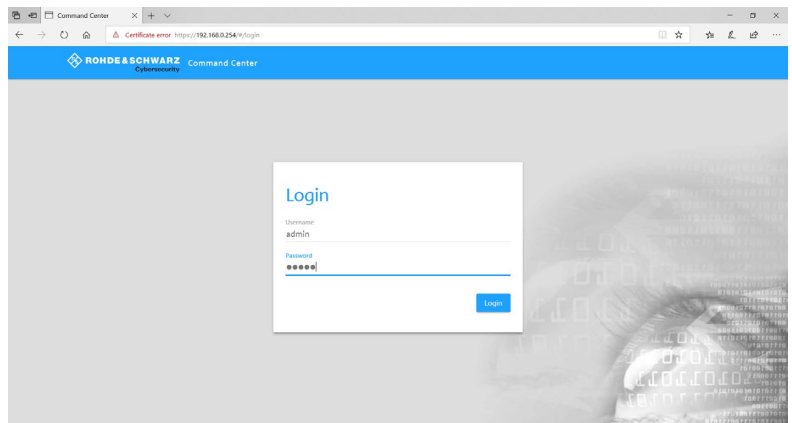 Command Center
Certificate error https://192.168.0.254/#/login
ROHDE&SCHWARZ
Cybersecurity
Command Center
Login
Username
admin
Password
●●●●●
Login